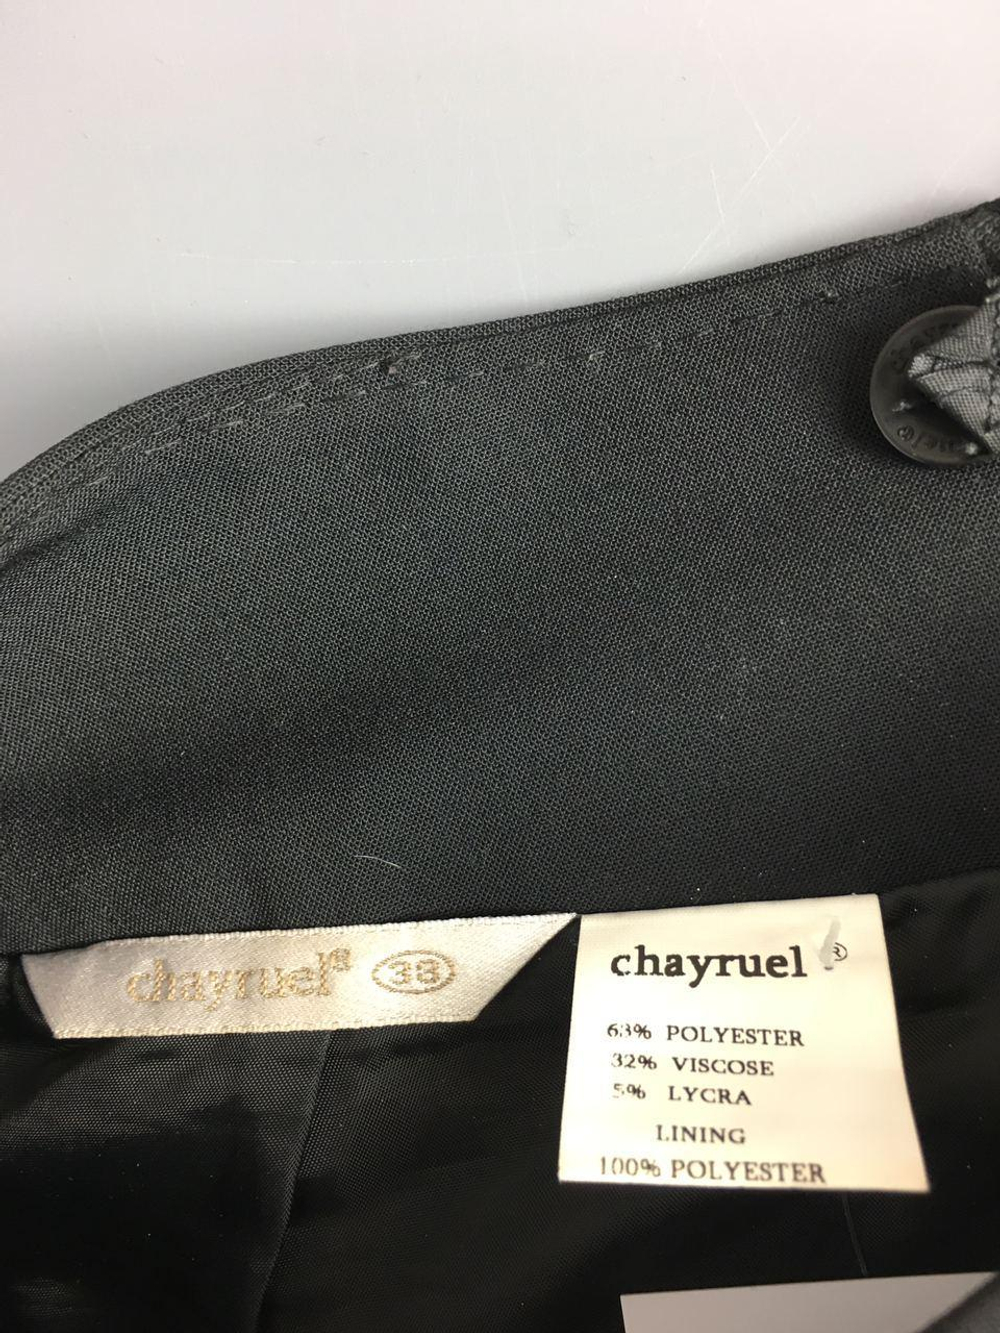 chayruel® 38
chayruel ®
63% POLYESTER
32% VISCOSE
5% LYCRA
LINING
100% POLYESTER